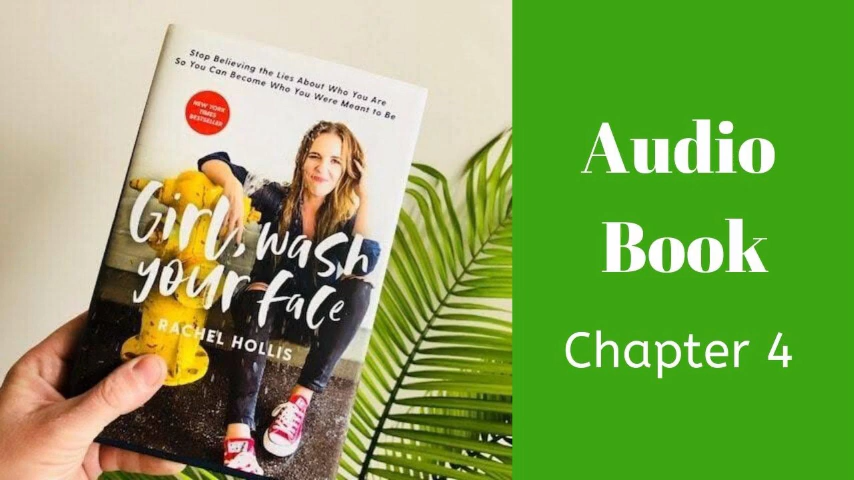 Stop Believing the Lies About Who You Are
So You Can Become Who You Were Meant to Be
NEW YORK
TIMES
BESTSELLER
Girl, wash
your face
RACHEL HOLLIS
Audio
Book
Chapter 4